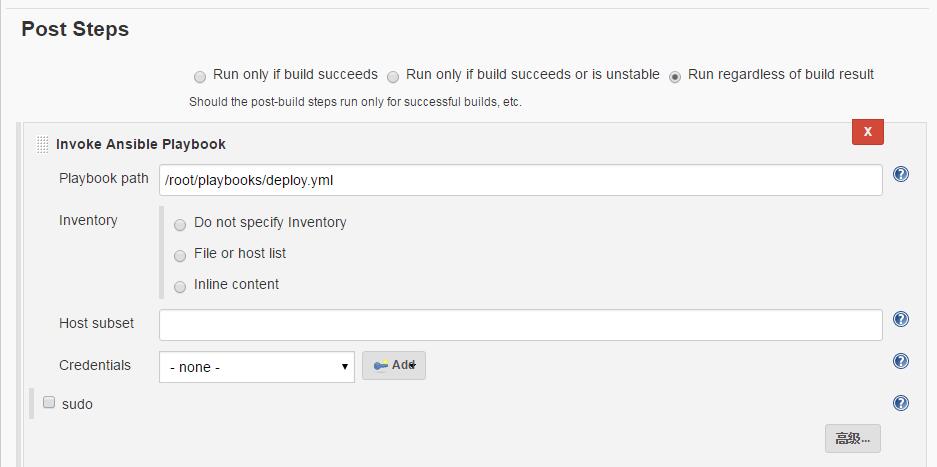 Post Steps
Run only if build succeeds Run only if build succeeds or is unstable Run regardless of build result
Should the post-build steps run only for successful builds, etc.
X
Invoke Ansible Playbook
Playbook path /root/playbooks/deploy.yml ?
Inventory Do not specify Inventory
File or host list
Inline content
Host subset ?
Credentials - none - Add ?
sudo ?
高级...